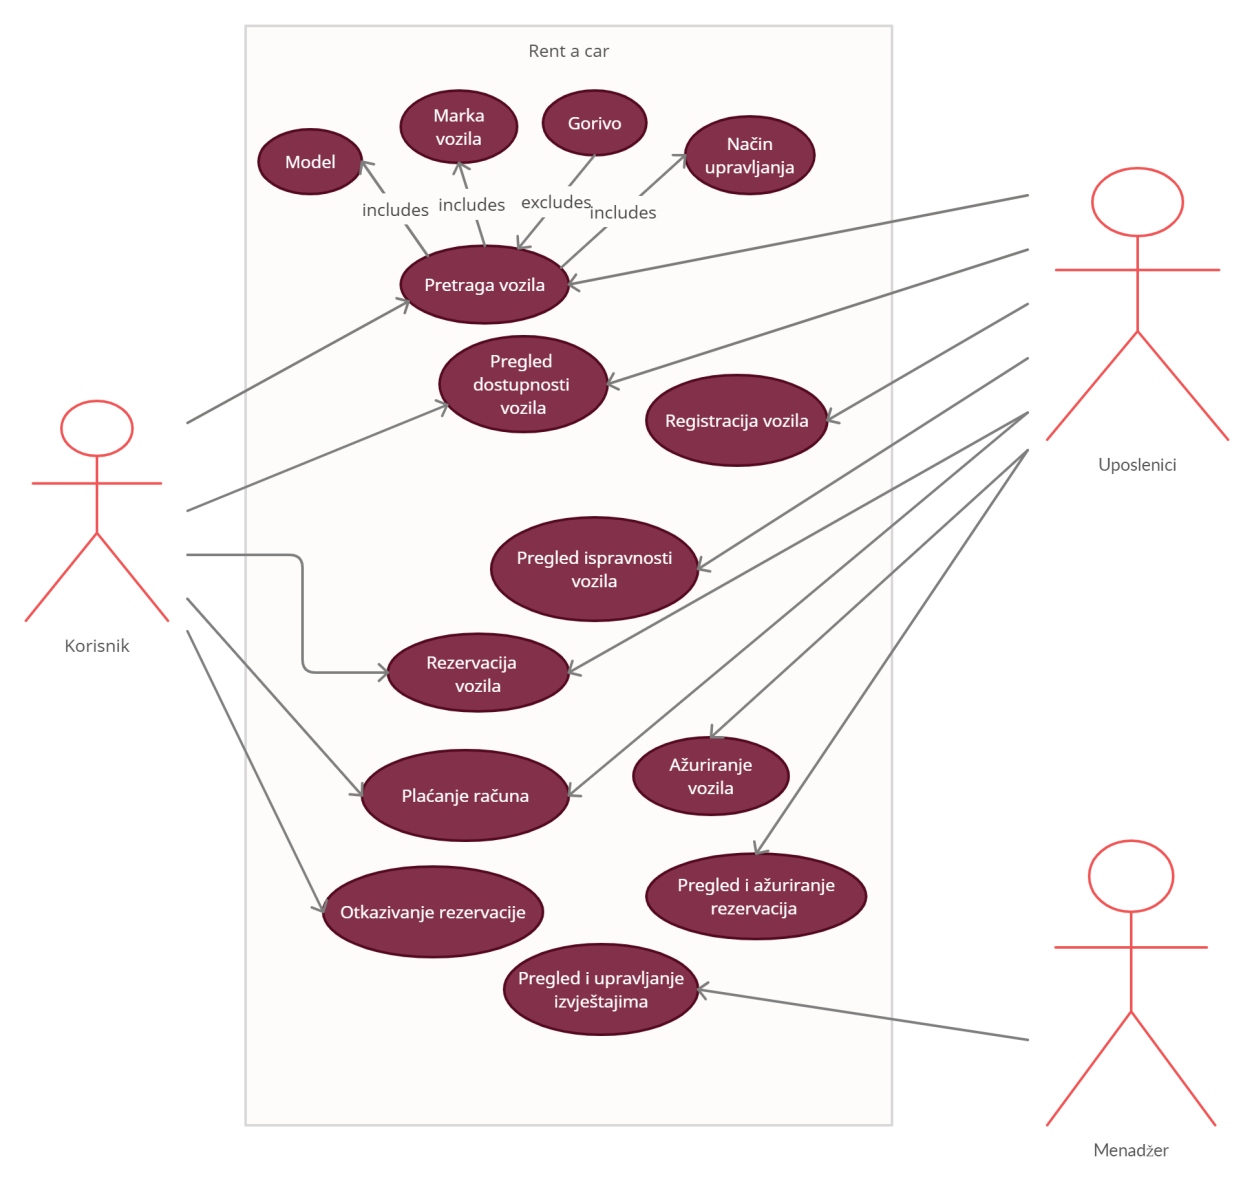 Rent a car
Marka
vozila
Gorivo
Način
upravljanja
Model
includes
includes
excludes
includes
Pretraga vozila
Pregled
dostupnosti
vozila
Registracija vozila
Uposlenici
Pregled ispravnosti
vozila
Korisnik
Rezervacija
vozila
Ažuriranje
vozila
Plaćanje računa
Pregled i ažuriranje
rezervacija
Otkazivanje rezervacije
Pregled i upravljanje
izvještajima
Menadžer